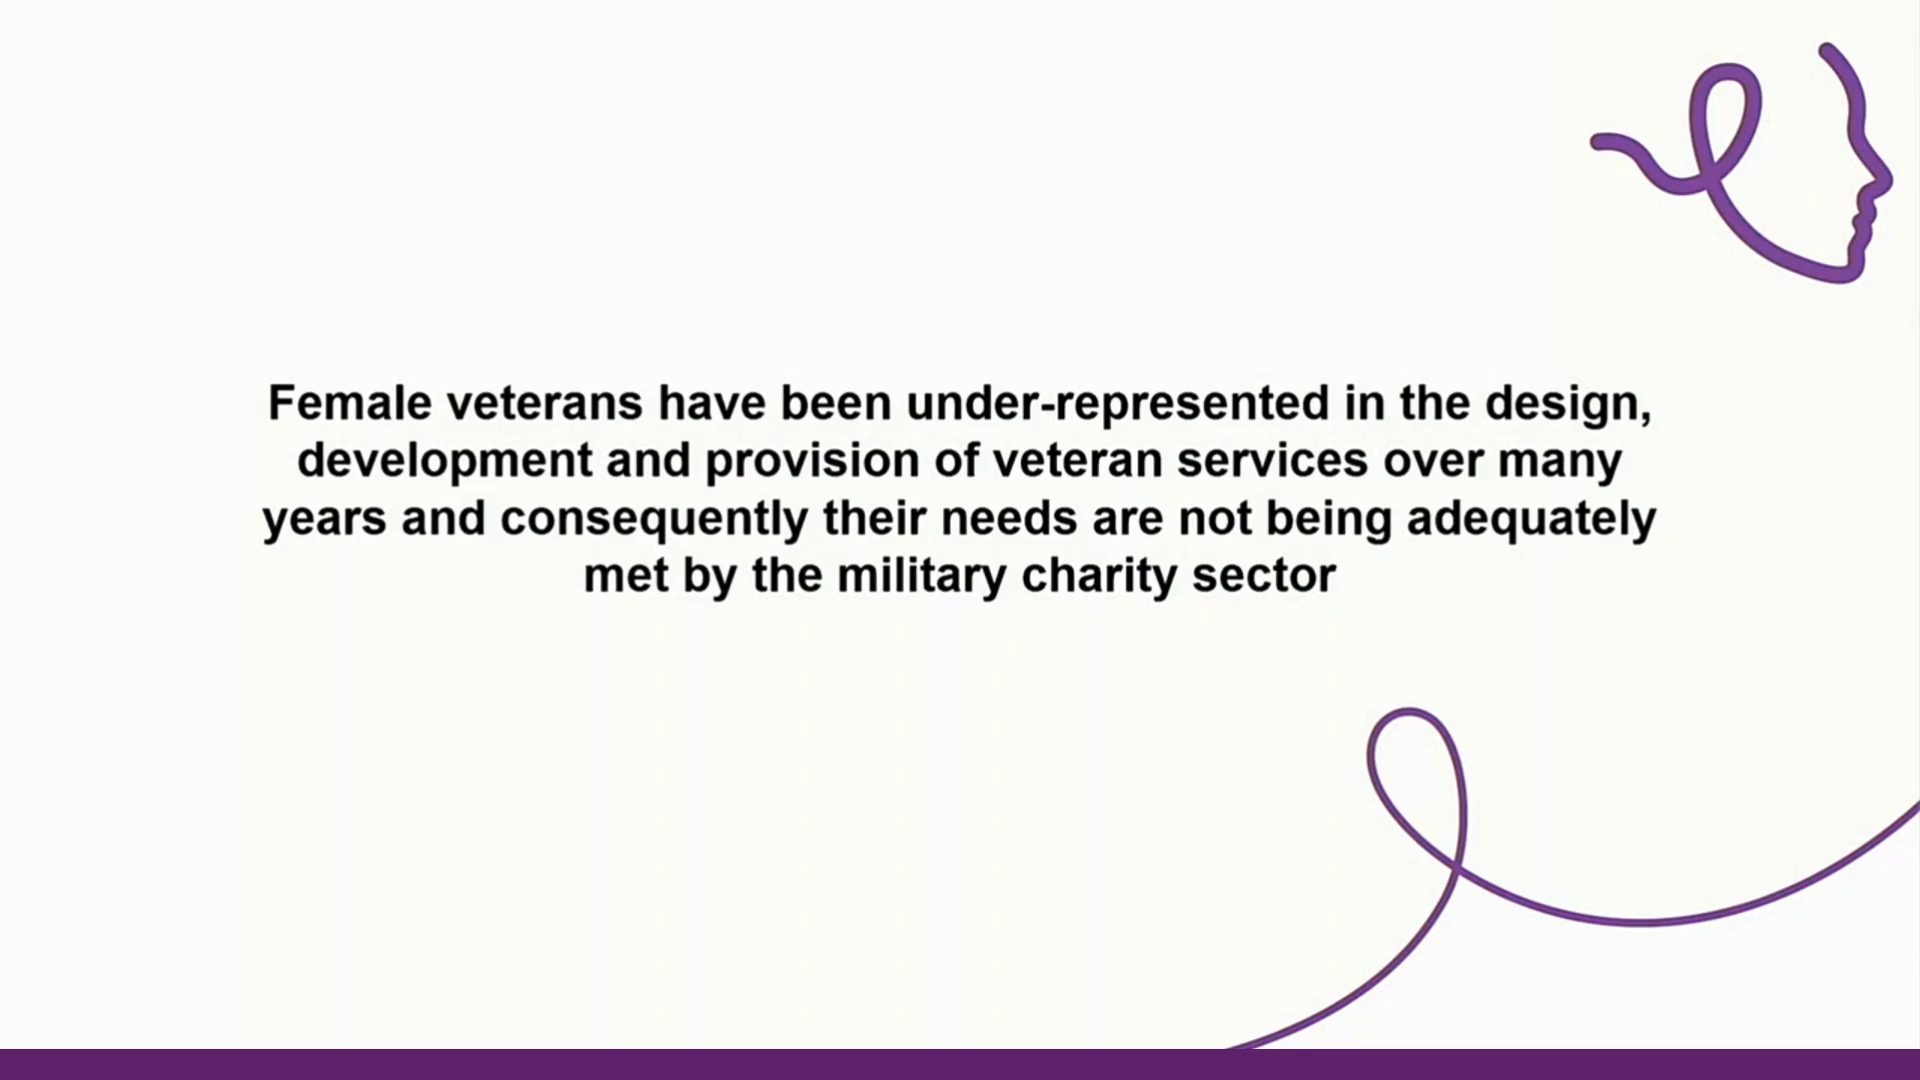 Female veterans have been under-represented in the design,
development and provision of veteran services over many
years and consequently their needs are not being adequately
met by the military charity sector